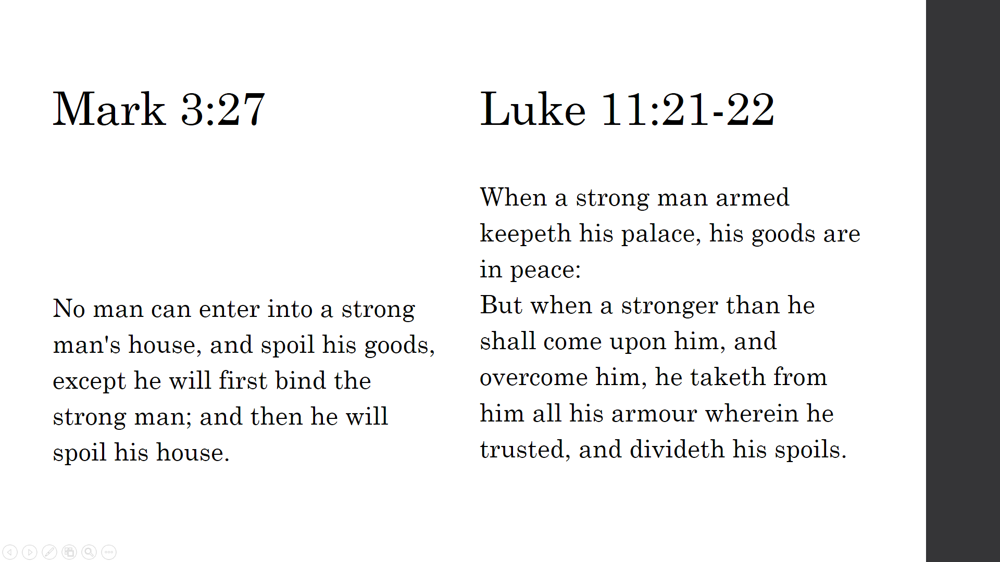 Mark 3:27
No man can enter into a strong
man's house, and spoil his goods,
except he will first bind the
strong man; and then he will
spoil his house.
Luke 11:21-22
When a strong man armed
keepeth his palace, his goods are
in peace:
But when a stronger than he
shall come upon him, and
overcome him, he taketh from
him all his armour wherein he
trusted, and divideth his spoils.